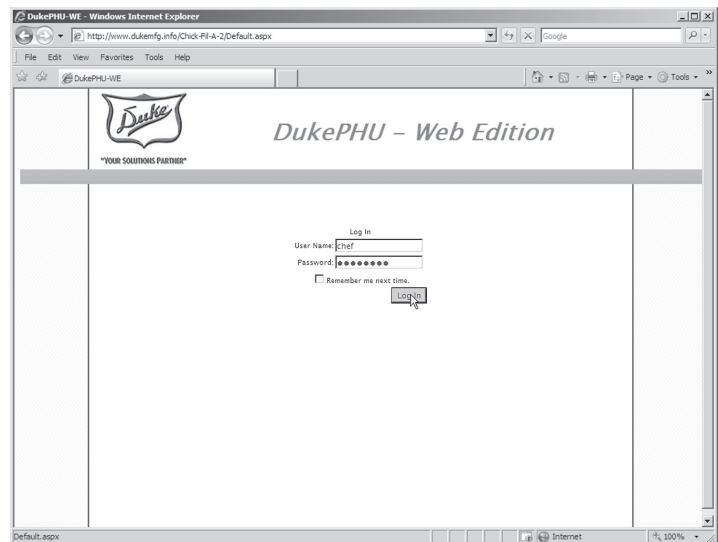 DukePHU-WE - Windows Internet Explorer
http://www.dukemfg.info/Chick-Fil-A-2/Default.aspx
Google
File Edit View Favorites Tools Help
DukePHU-WE
Page Tools
Duke
"YOUR SOLUTIONS PARTNER"
DukePHU – Web Edition
Log In
User Name: chef
Password:
Remember me next time.
Log In
Default.aspx
Internet
100%